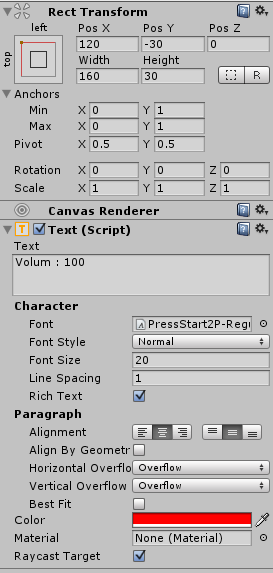 Rect Transform
left Pos X Pos Y Pos Z
top 120 -30 0
Width Height
160 30
R
Anchors
Min X 0 Y 1
Max X 0 Y 1
Pivot X 0.5 Y 0.5
Rotation X 0 Y 0 Z 0
Scale X 1 Y 1 Z 1
Canvas Renderer
T Text (Script)
Text
Volum : 100
Character
Font PressStart2P-Regu
Font Style Normal
Font Size 20
Line Spacing 1
Rich Text
Paragraph
Alignment
Align By Geometr
Horizontal Overflo Overflow
Vertical Overflow Overflow
Best Fit
Color
Material None (Material)
Raycast Target